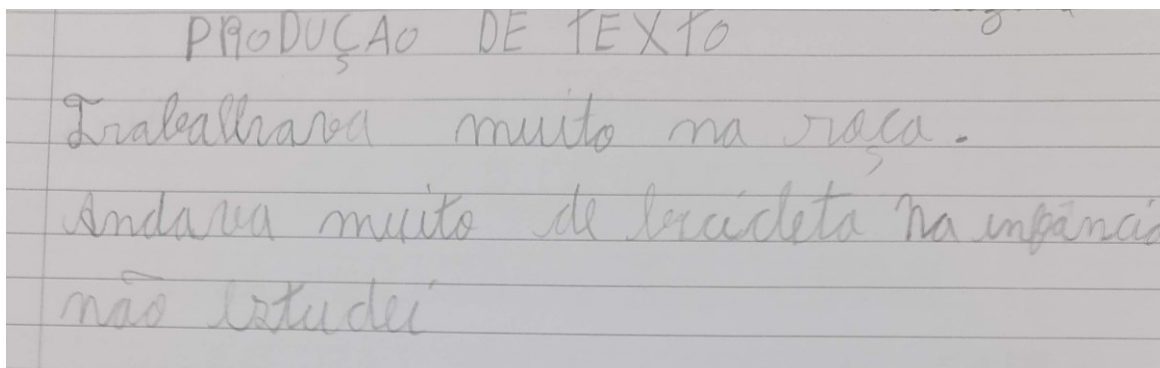 PRODUÇAO DE TEXTO
Trabalhava muito na roça.
Andava muito de bicicleta na infância
não estudei